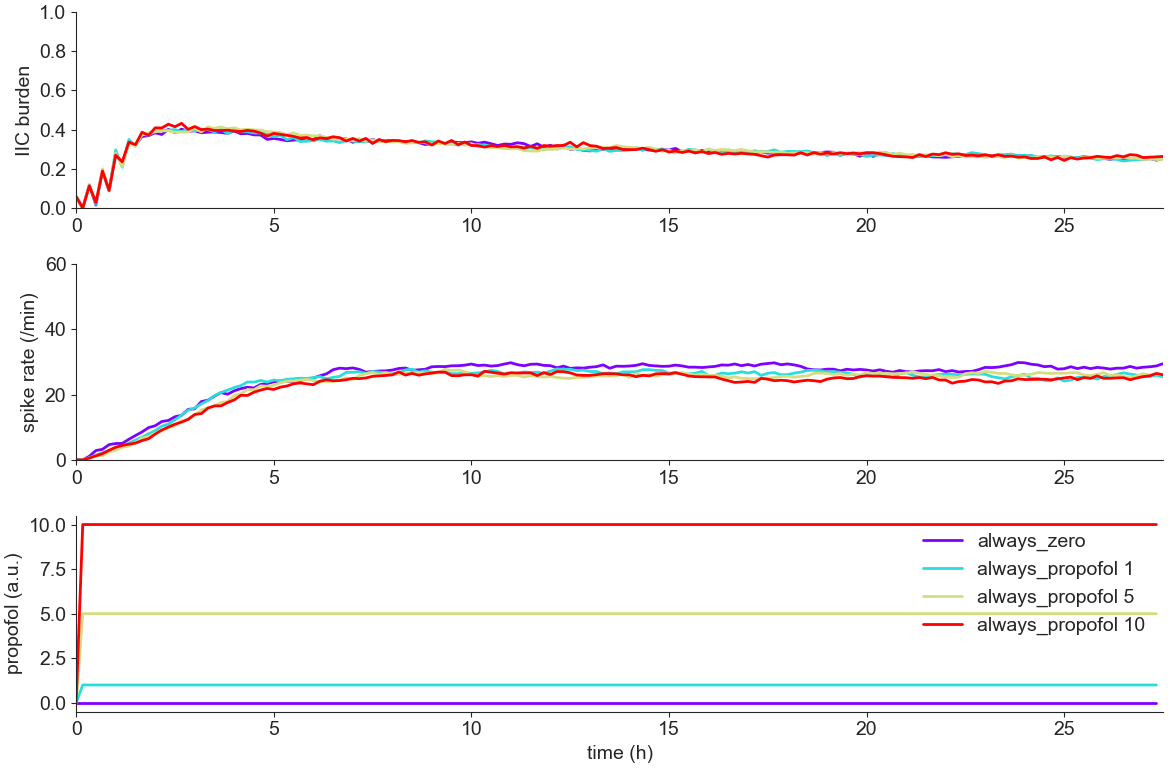 1.0
0.8
0.6
0.4
0.2
0.0
IIC burden
0 5 10 15 20 25
60
40
20
0
spike rate (/min)
0 5 10 15 20 25
10.0
7.5
5.0
2.5
0.0
propofol (a.u.)
always_zero
always_propofol 1
always_propofol 5
always_propofol 10
0 5 10 15 20 25
time (h)